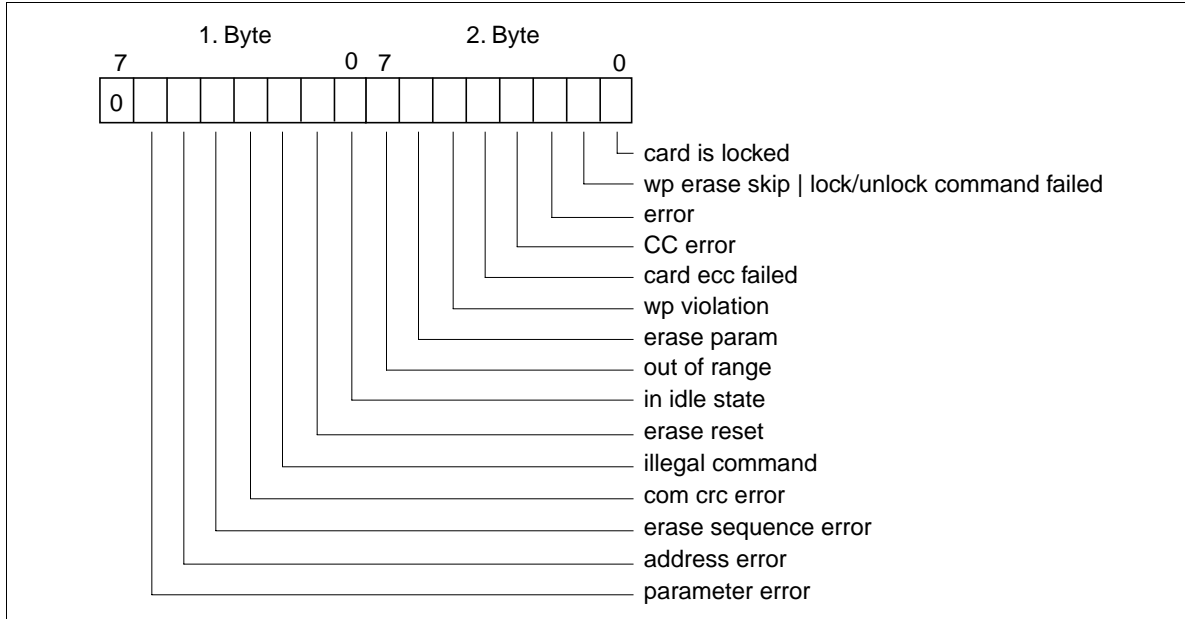 1. Byte 2. Byte
7 0 7 0
0
card is locked
wp erase skip | lock/unlock command failed
error
CC error
card ecc failed
wp violation
erase param
out of range
in idle state
erase reset
illegal command
com crc error
erase sequence error
address error
parameter error